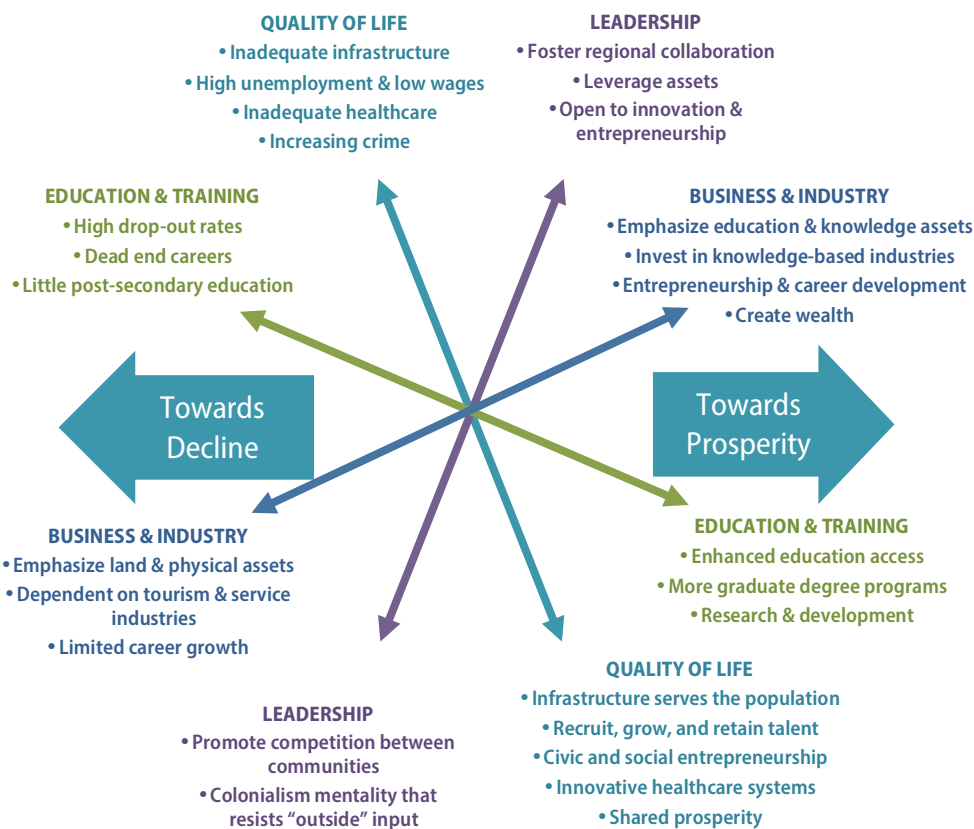 QUALITY OF LIFE
• Inadequate infrastructure
• High unemployment & low wages
• Inadequate healthcare
• Increasing crime
LEADERSHIP
• Foster regional collaboration
• Leverage assets
• Open to innovation &
entrepreneurship
EDUCATION & TRAINING
• High drop-out rates
• Dead end careers
• Little post-secondary education
BUSINESS & INDUSTRY
• Emphasize education & knowledge assets
• Invest in knowledge-based industries
• Entrepreneurship & career development
• Create wealth
Towards
Decline
Towards
Prosperity
BUSINESS & INDUSTRY
• Emphasize land & physical assets
• Dependent on tourism & service
industries
• Limited career growth
EDUCATION & TRAINING
• Enhanced education access
• More graduate degree programs
• Research & development
LEADERSHIP
• Promote competition between
communities
• Colonialism mentality that
resists “outside” input
QUALITY OF LIFE
• Infrastructure serves the population
• Recruit, grow, and retain talent
• Civic and social entrepreneurship
• Innovative healthcare systems
• Shared prosperity